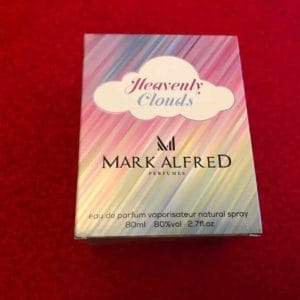 Heavenly
Clouds
MARK ALFRED
PERFUMES
eau de parfum vaporisateur natural spray
80ml 80%vol 2.7fl.oz